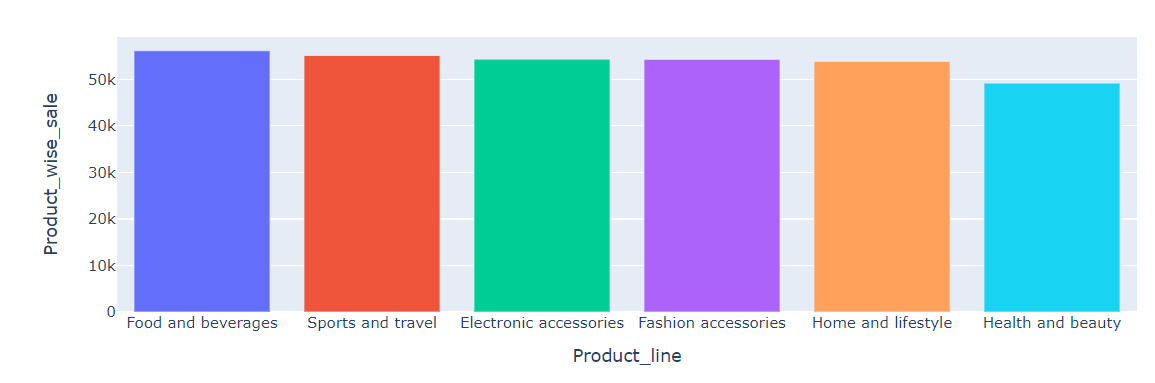 Product_wise_sale
50k
40k
30k
20k
10k
0
Food and beverages Sports and travel Electronic accessories Fashion accessories Home and lifestyle Health and beauty
Product_line